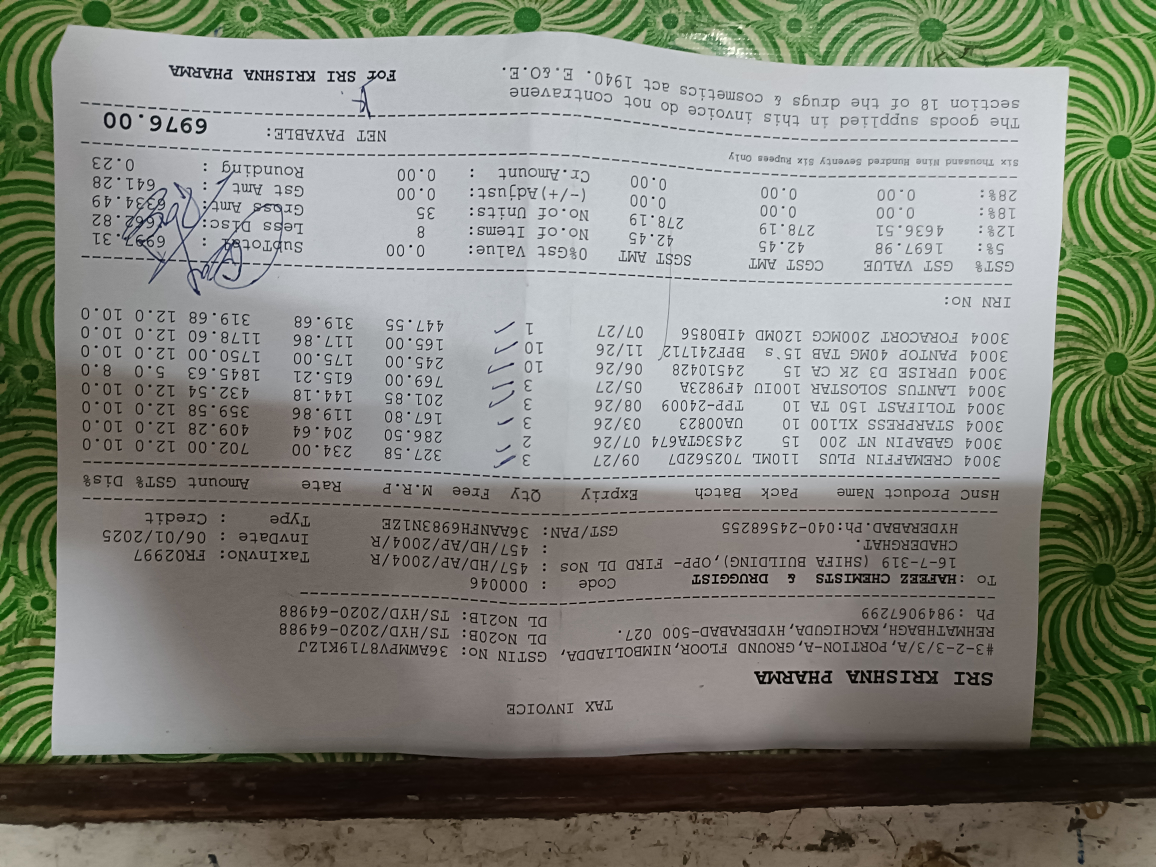 TAX INVOICE
SRI KRISHNA PHARMA
#3-2-3/3/A, PORTION-A, GROUND FLOOR, NIMBOLIADDA, GSTIN No: 36AWMPV8719K1ZJ
REHMATHBAGH, KACHIGUDA, HYDERABAD-500 027. DL No20B: TS/HYD/2020-64988
Ph :9849067299 DL No21B: TS/HYD/2020-64988
To :HAFEEZ CHEMISTS & DRUGGIST Code : 000046
16-7-319 (SHIFA BUILDING), OPP- FIRD DL Nos : 457/HD/AP/2004/R TaxInvNo: FR02997
CHADERGHAT. : 457/HD/AP/2004/R InvDate : 06/01/2025
HYDERABAD.Ph:040-24568255 GST/PAN: 36AANFH6983N1ZE Type : Credit
HsnC Product Name Pack Batch Expriy Qty Free M.R.P Rate Amount GST% Dis%
3004 CREMAFFIN PLUS 110ML 702562D7 09/27 3 327.58 234.00 702.00 12.0 10.0
3004 GABAPIN NT 200 15 24S3GTA674 07/26 2 286.50 204.64 409.28 12.0 10.0
3004 STARPRESS XL100 10 UA00823 03/26 3 167.80 119.86 359.58 12.0 10.0
3004 TOLIFAST 150 TA 10 TPP-24009 08/26 3 201.85 144.18 432.54 12.0 10.0
3004 LANTUS SOLOSTAR 100IU 4F9823A 05/27 3 769.00 615.21 1845.63 5.0 8.0
3004 UPRISE D3 2K CA 15 24510428 06/26 10 245.00 175.00 1750.00 12.0 10.0
3004 PANTOP 40MG TAB 15`s BPF241712 11/26 10 165.00 117.86 1178.60 12.0 10.0
3004 FORACORT 200MCG 120MD 4IB0856 07/27 1 447.55 319.68 319.68 12.0 10.0
IRN No:
GST% GST VALUE CGST AMT SGST AMT 0%Gst Value: 0.00 SubTotal : 6997.31
5%: 1697.98 42.45 42.45 No.of Items: 8 Less Disc: 662.82
12%: 4636.51 278.19 278.19 No.of Units: 35 Gross Amt: 6334.49
18%: 0.00 0.00 0.00 (-/+)Adjust: 0.00 Gst Amt : 641.28
28%: 0.00 0.00 0.00 Cr.Amount : 0.00 Rounding : 0.23
Six Thousand Nine Hundred Seventy Six Rupees Only
NET PAYABLE: 6976.00
The goods supplied in this invoice do not contravene
section 18 of the drugs & cosmetics act 1940. E.&O.E.
For SRI KRISHNA PHARMA